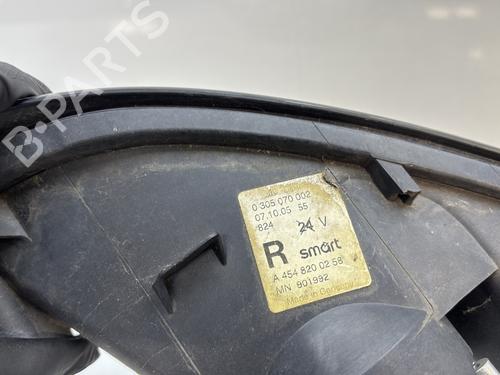 B-PARTS
0 305 070 002
07.10.05 55
824 24 V
R smart
A 454 820 02 58
MN 901992
Made in Germany